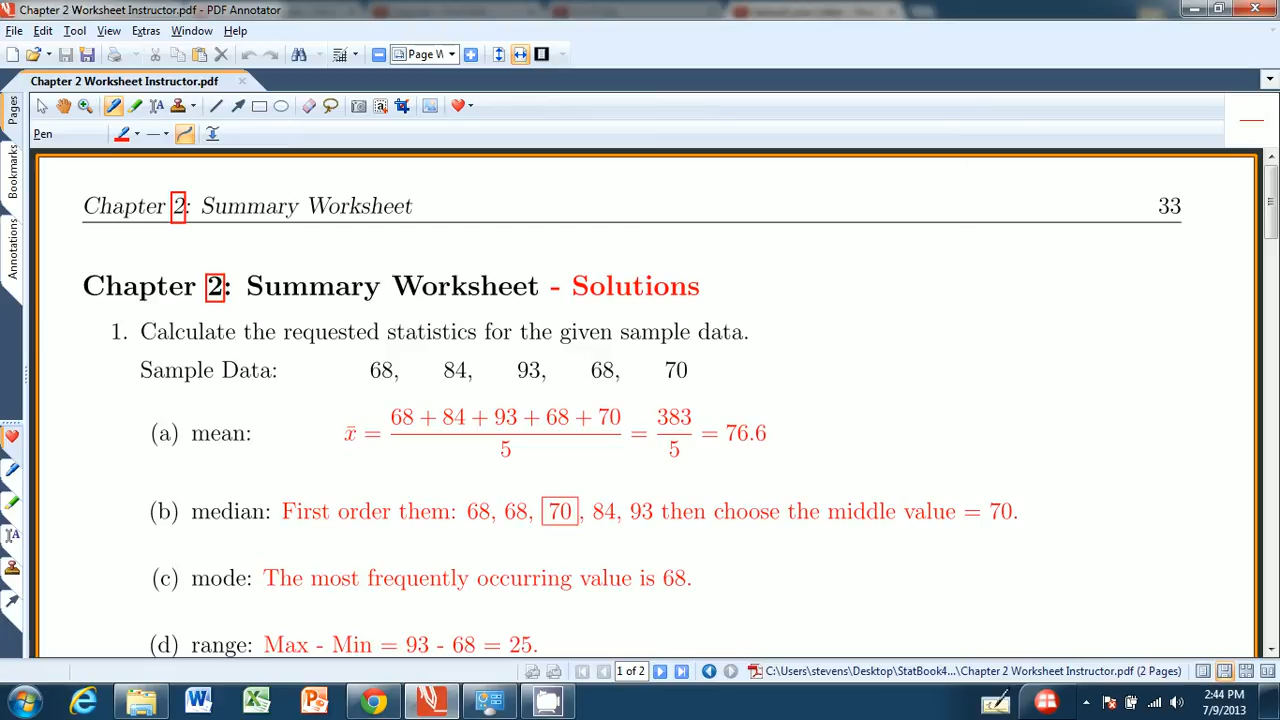 Chapter 2 Worksheet Instructor.pdf - PDF Annotator
File Edit Tool View Extras Window Help
Page W
Chapter 2 Worksheet Instructor.pdf
Pen
Pages
Bookmarks
Annotations
Chapter 2: Summary Worksheet 33
Chapter 2: Summary Worksheet - Solutions
1. Calculate the requested statistics for the given sample data.
Sample Data: 68, 84, 93, 68, 70
(a) mean: x̄ = (68 + 84 + 93 + 68 + 70)/5 = 383/5 = 76.6
(b) median: First order them: 68, 68, 70, 84, 93 then choose the middle value = 70.
(c) mode: The most frequently occurring value is 68.
(d) range: Max - Min = 93 - 68 = 25.
1 of 2 C:\Users\stevens\Desktop\StatBook4...\Chapter 2 Worksheet Instructor.pdf (2 Pages)
2:44 PM
7/9/2013